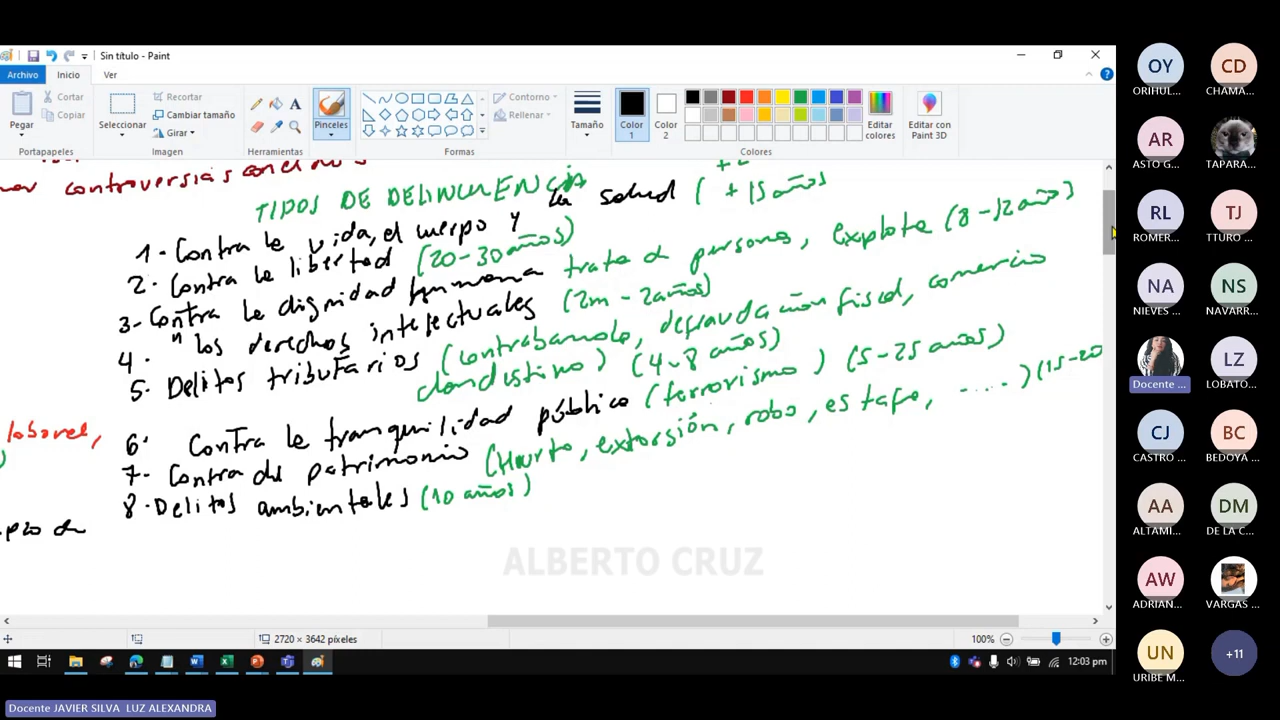 Sin título - Paint
Archivo Inicio Ver
Pegar
Cortar
Copiar
Portapapeles
Seleccionar
Recortar
Cambiar tamaño
Girar
Imagen
Herramientas
Pinceles
Contorno
Rellenar
Formas
Tamaño
Color 1
Color 2
Editar colores
Editar con Paint 3D
Colores
controversias
TIPOS DE DELINCUENCIA
1- Contra la vida, el cuerpo y la salud ( + 15 años
2. Contra la libertad (20-30 años)
3- Contra la dignidad humana trata de persona, explota (8-12 años)
4. " los derechos intelectuales (2m - 2 años)
5. Delitos tributarios (contrabando, defraudación fiscal, comercio
clandestino) (4-8 años)
6. Contra la tranquilidad pública (terrorismo) (5-25 años)
7- Contra del patrimonio (Hurto, extorsión, robo, estafa, .....) (15-20
8. Delitos ambientales (10 años)
ALBERTO CRUZ
2720 × 3642 píxeles
100%
12:03 pm
OY ORIHUL...
CD CHAMA...
AR ASTO G...
TAPARA...
RL ROMER...
TJ TTURO ...
NA NIEVES ...
NS NAVARR...
Docente ...
LZ LOBATO...
CJ CASTRO ...
BC BEDOYA ...
AA ALTAMI...
DM DE LA C...
AW ADRIAN...
VARGAS ...
UN URIBE M...
+11
Docente JAVIER SILVA LUZ ALEXANDRA